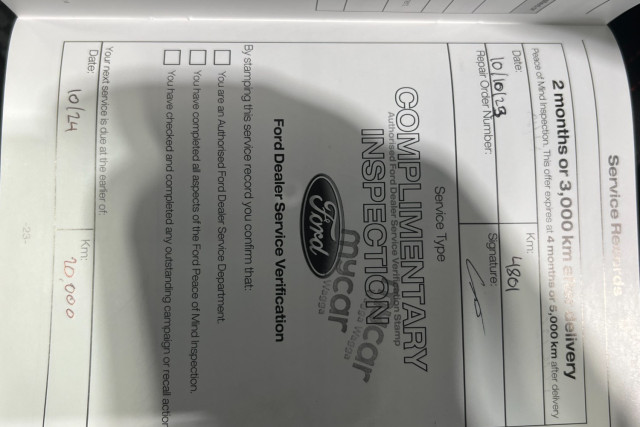 Service Records
2 months or 3,000 km after delivery
Peace of Mind Inspection. This offer expires at 4 months or 5,000 km after delivery
Date: 10/10/23 Km: 4801
Repair Order Number: Signature:
Service Type
COMPLIMENTARY
Authorised Ford Dealer Service Verification Stamp
INSPECTION
mycar
Wagga
Ford
Ford Dealer Service Verification
By stamping this service record you confirm that:
You are an Authorised Ford Dealer Service Department.
You have completed all aspects of the Ford Peace of Mind Inspection.
You have checked and completed any outstanding campaign or recall action
Your next service is due at the earlier of:
Date: 10/24 Km: 20 000
-23-